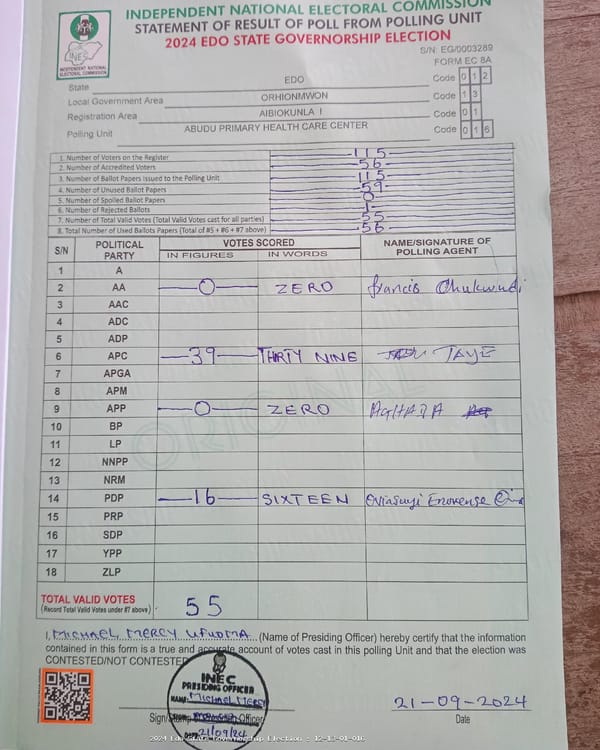 INDEPENDENT NATIONAL ELECTORAL COMMISSION
STATEMENT OF RESULT OF POLL FROM POLLING UNIT
2024 EDO STATE GOVERNORSHIP ELECTION
INEC
INDEPENDENT NATIONAL ELECTORAL COMMISSION
S/N: EG/0003289
FORM EC 8A
State EDO Code 0 1 2
Local Government Area ORHIONMWON Code 1 3
Registration Area AIBIOKUNLA I Code 0 1
Polling Unit ABUDU PRIMARY HEALTH CARE CENTER Code 0 1 6
1. Number of Voters on the Register 115
2. Number of Accredited Voters 56
3. Number of Ballot Papers Issued to the Polling Unit 115
4. Number of Unused Ballot Papers 59
5. Number of Spoiled Ballot Papers 0
6. Number of Rejected Ballots 1
7. Number of Total Valid Votes (Total Valid Votes cast for all parties) 55
8. Total Number of Used Ballots Papers (Total of #5 + #6 + #7 above) 56
S/N POLITICAL PARTY VOTES SCORED NAME/SIGNATURE OF POLLING AGENT
IN FIGURES IN WORDS
1 A
2 AA 0 ZERO Francis Chukwudi
3 AAC
4 ADC
5 ADP
6 APC 39 THIRTY NINE TAYE
7 APGA
8 APM
9 APP 0 ZERO
10 BP
11 LP
12 NNPP
13 NRM
14 PDP 16 SIXTEEN
15 PRP
16 SDP
17 YPP
18 ZLP
ORIGINAL
TOTAL VALID VOTES 55
(Record Total Valid Votes under #7 above)
I, MICHAEL MERCY UFUOMA (Name of Presiding Officer) hereby certify that the information
contained in this form is a true and accurate account of votes cast in this polling Unit and that the election was
CONTESTED/NOT CONTESTED
INEC
PRESIDING OFFICER
NAME: MICHAEL MERCY
Officer
DATE 21/09/24
21-09-2024
Date
2024 Edo State Governorship Election - 12-13-01-016